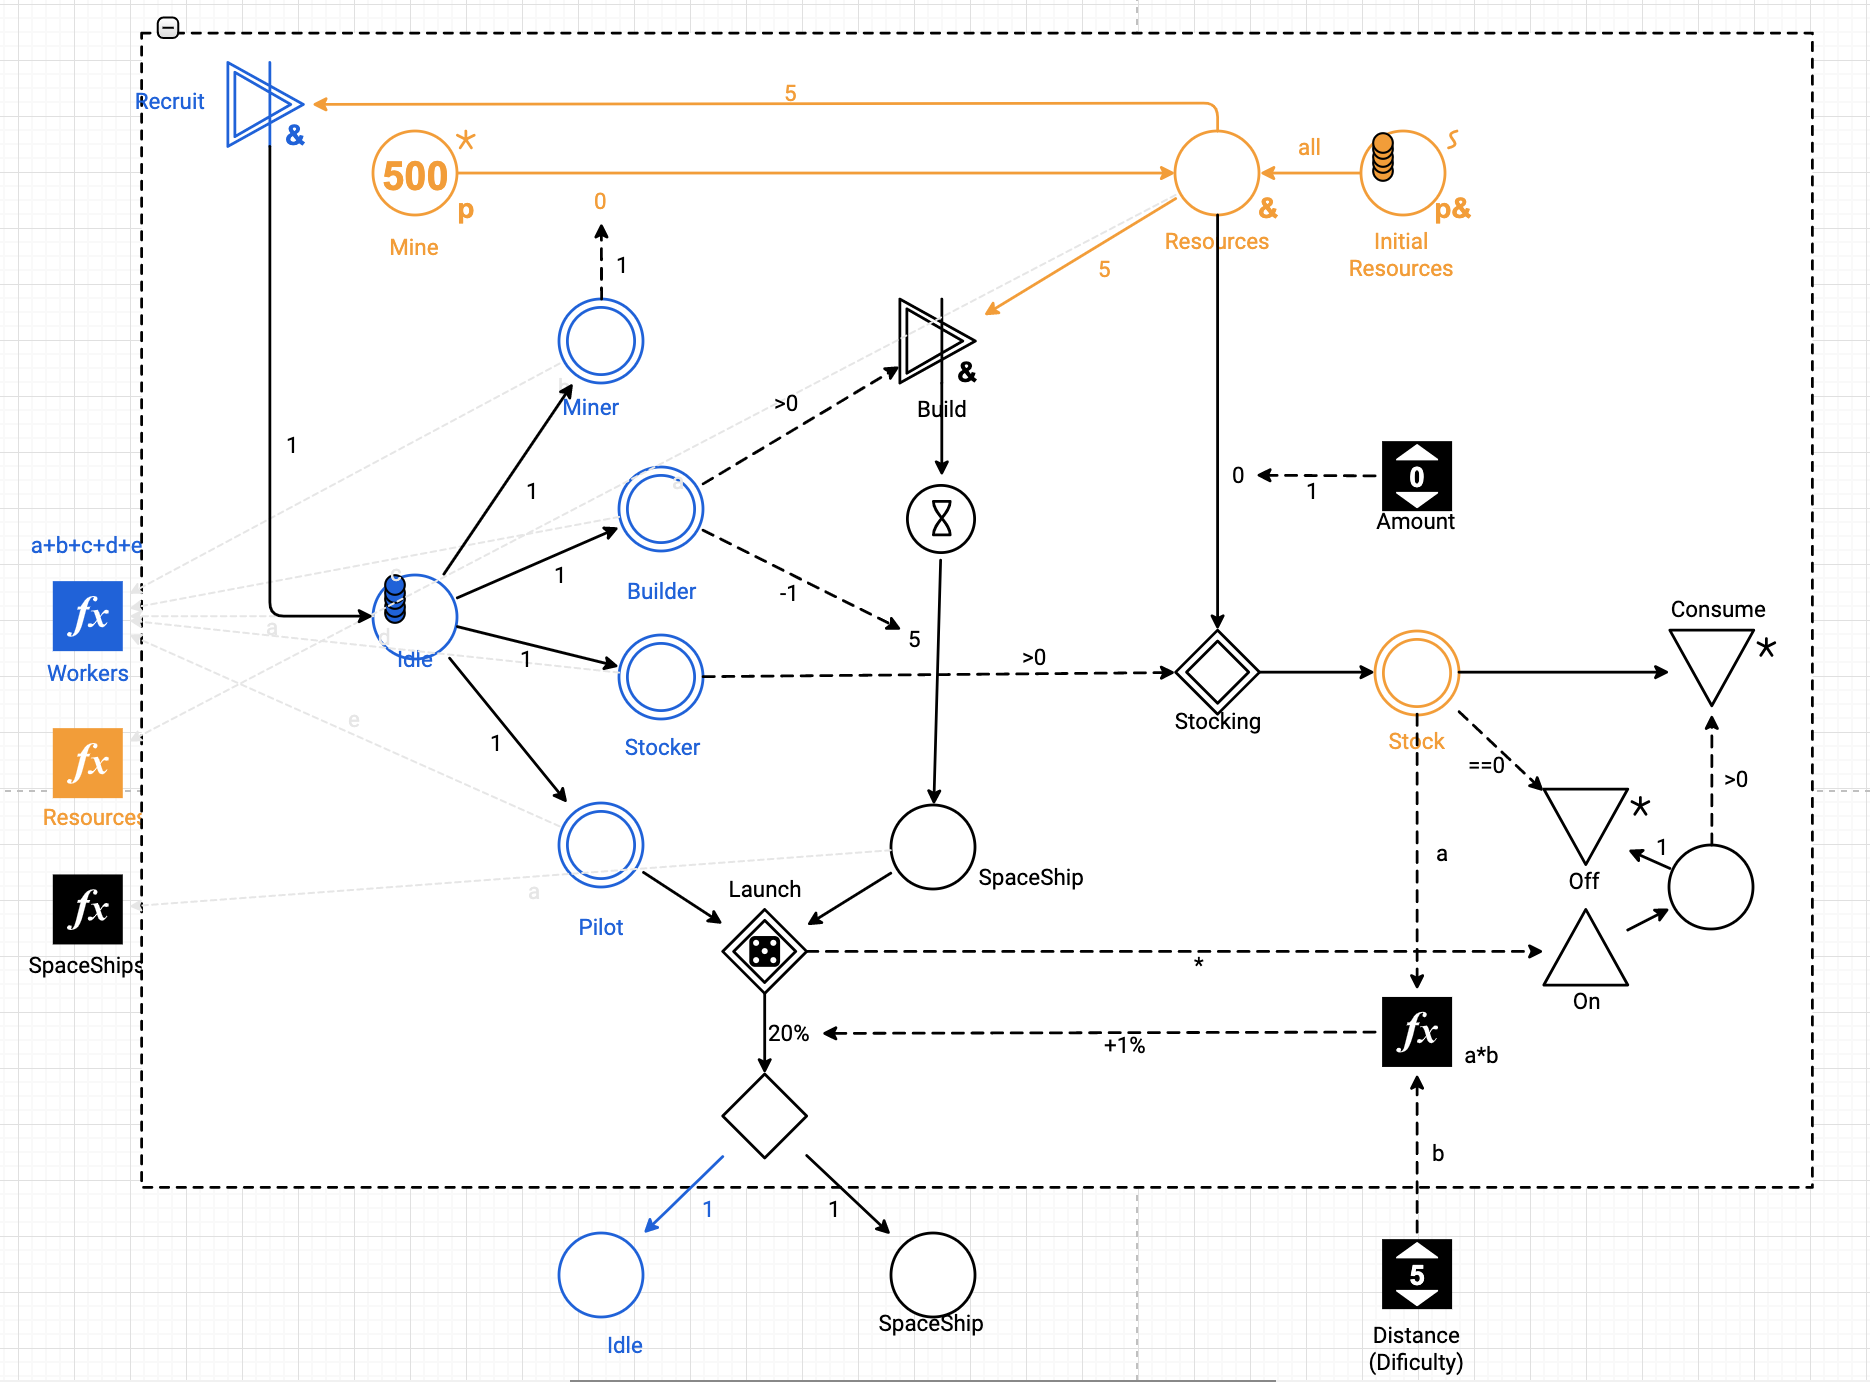 Recruit
&
5
500
*
p
Mine
0
1
Resources
&
all
p&
Initial
Resources
5
1
Miner
b
1
>0
&
Build
a
Builder
-1
1
5
0
1
0
Amount
a+b+c+d+e
fx
Workers
a
c
d
Idle
1
Stocker
>0
Stocking
Stock
Consume
*
==0
*
Off
1
>0
fx
Resources
e
1
Pilot
a
fx
SpaceShips
Launch
SpaceShip
*
On
a
20%
+1%
fx
a*b
b
1
1
Idle
SpaceShip
5
Distance
(Dificulty)